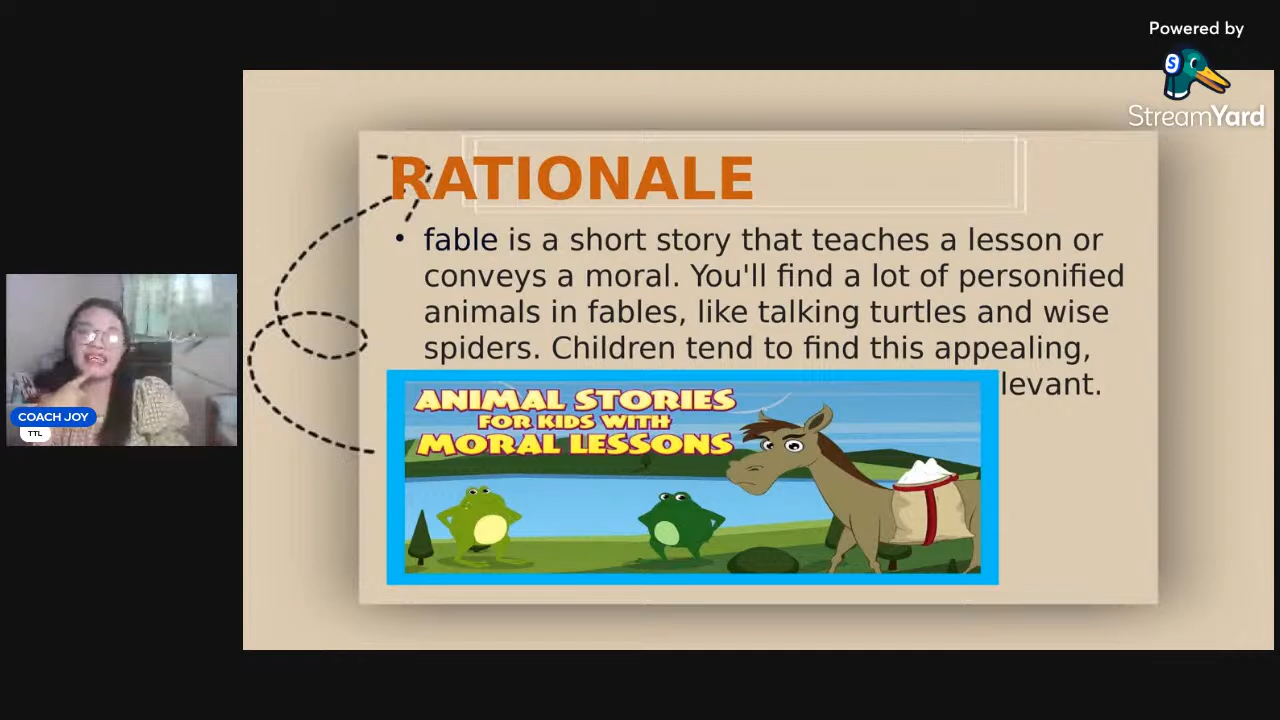 Powered by
StreamYard
RATIONALE
• fable is a short story that teaches a lesson or
conveys a moral. You'll find a lot of personified
animals in fables, like talking turtles and wise
spiders. Children tend to find this appealing,
levant.
ANIMAL STORIES
FOR KIDS WITH
MORAL LESSONS
COACH JOY
TTL